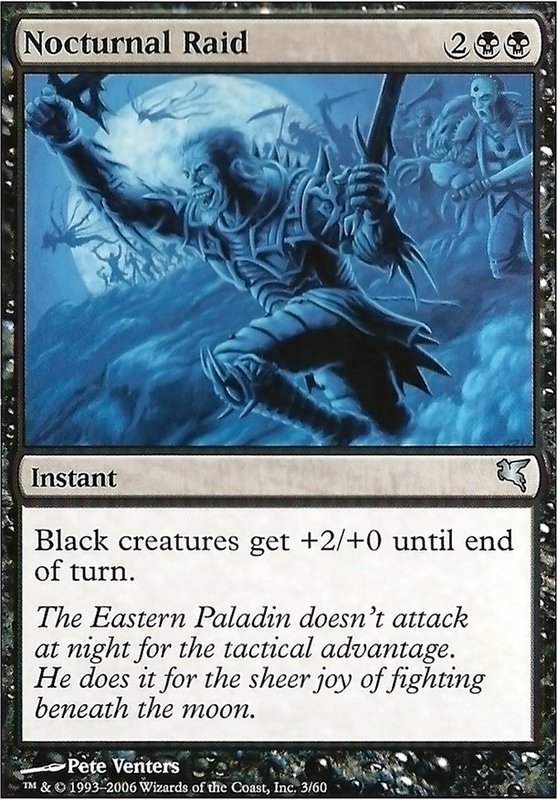 Nocturnal Raid 2
Instant
Black creatures get +2/+0 until end
of turn.
The Eastern Paladin doesn't attack
at night for the tactical advantage.
He does it for the sheer joy of fighting
beneath the moon.
Pete Venters
™ & © 1993–2006 Wizards of the Coast, Inc. 3/60